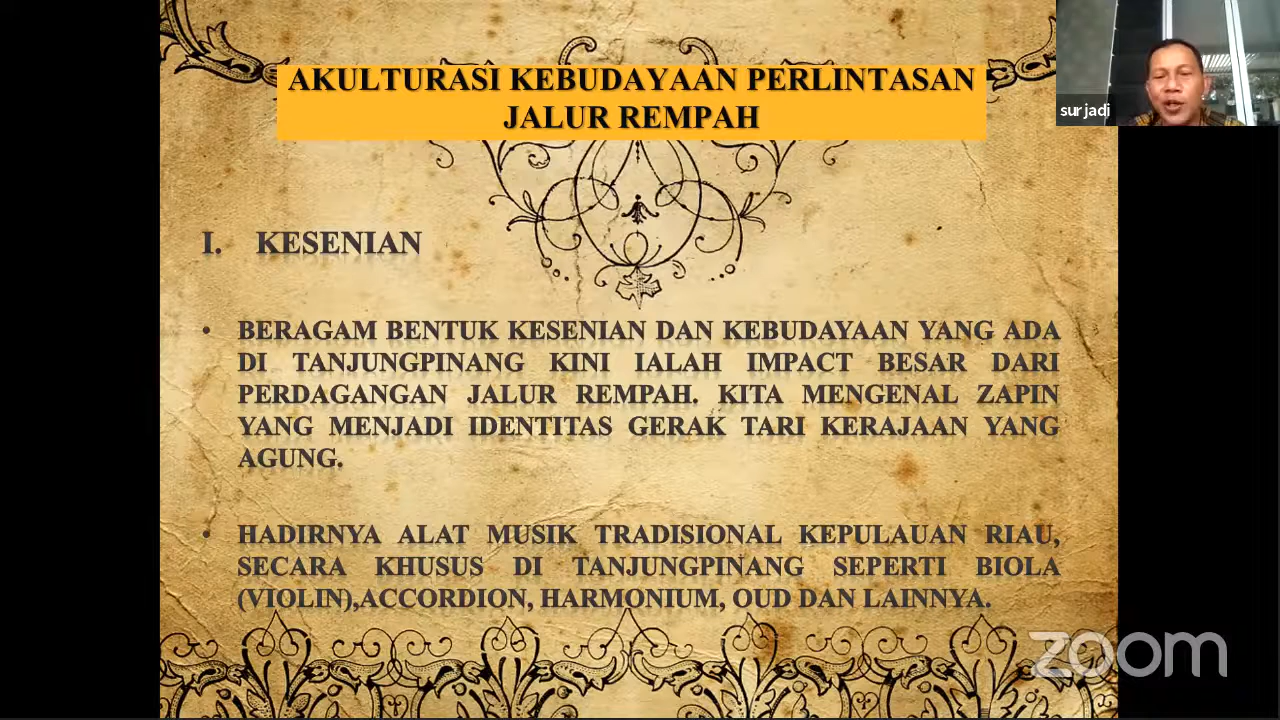 AKULTURASI KEBUDAYAAN PERLINTASAN
JALUR REMPAH
surjadi
I. KESENIAN
• BERAGAM BENTUK KESENIAN DAN KEBUDAYAAN YANG ADA
DI TANJUNGPINANG KINI IALAH IMPACT BESAR DARI
PERDAGANGAN JALUR REMPAH. KITA MENGENAL ZAPIN
YANG MENJADI IDENTITAS GERAK TARI KERAJAAN YANG
AGUNG.
• HADIRNYA ALAT MUSIK TRADISIONAL KEPULAUAN RIAU,
SECARA KHUSUS DI TANJUNGPINANG SEPERTI BIOLA
(VIOLIN),ACCORDION, HARMONIUM, OUD DAN LAINNYA.
zoom